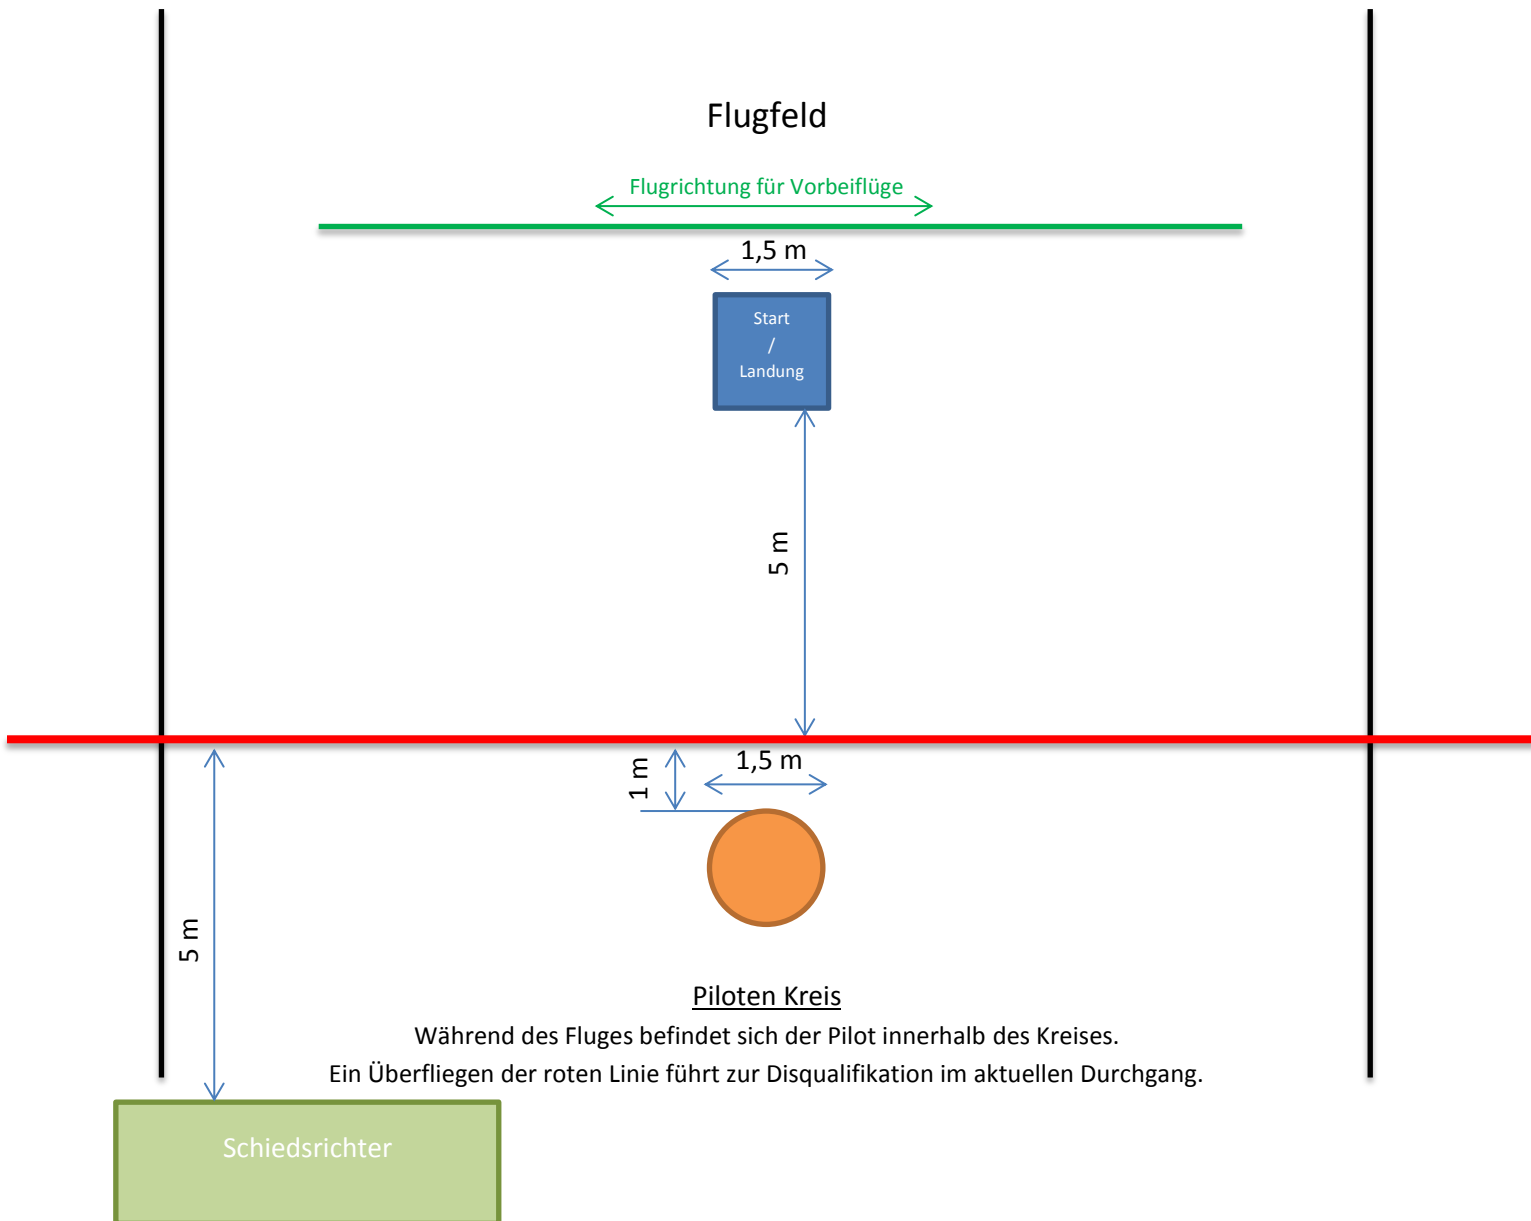 Flugfeld
Flugrichtung für Vorbeiflüge
1,5 m
Start
/
Landung
5 m
1 m
1,5 m
5 m
Piloten Kreis
Während des Fluges befindet sich der Pilot innerhalb des Kreises.
Ein Überfliegen der roten Linie führt zur Disqualifikation im aktuellen Durchgang.
Schiedsrichter